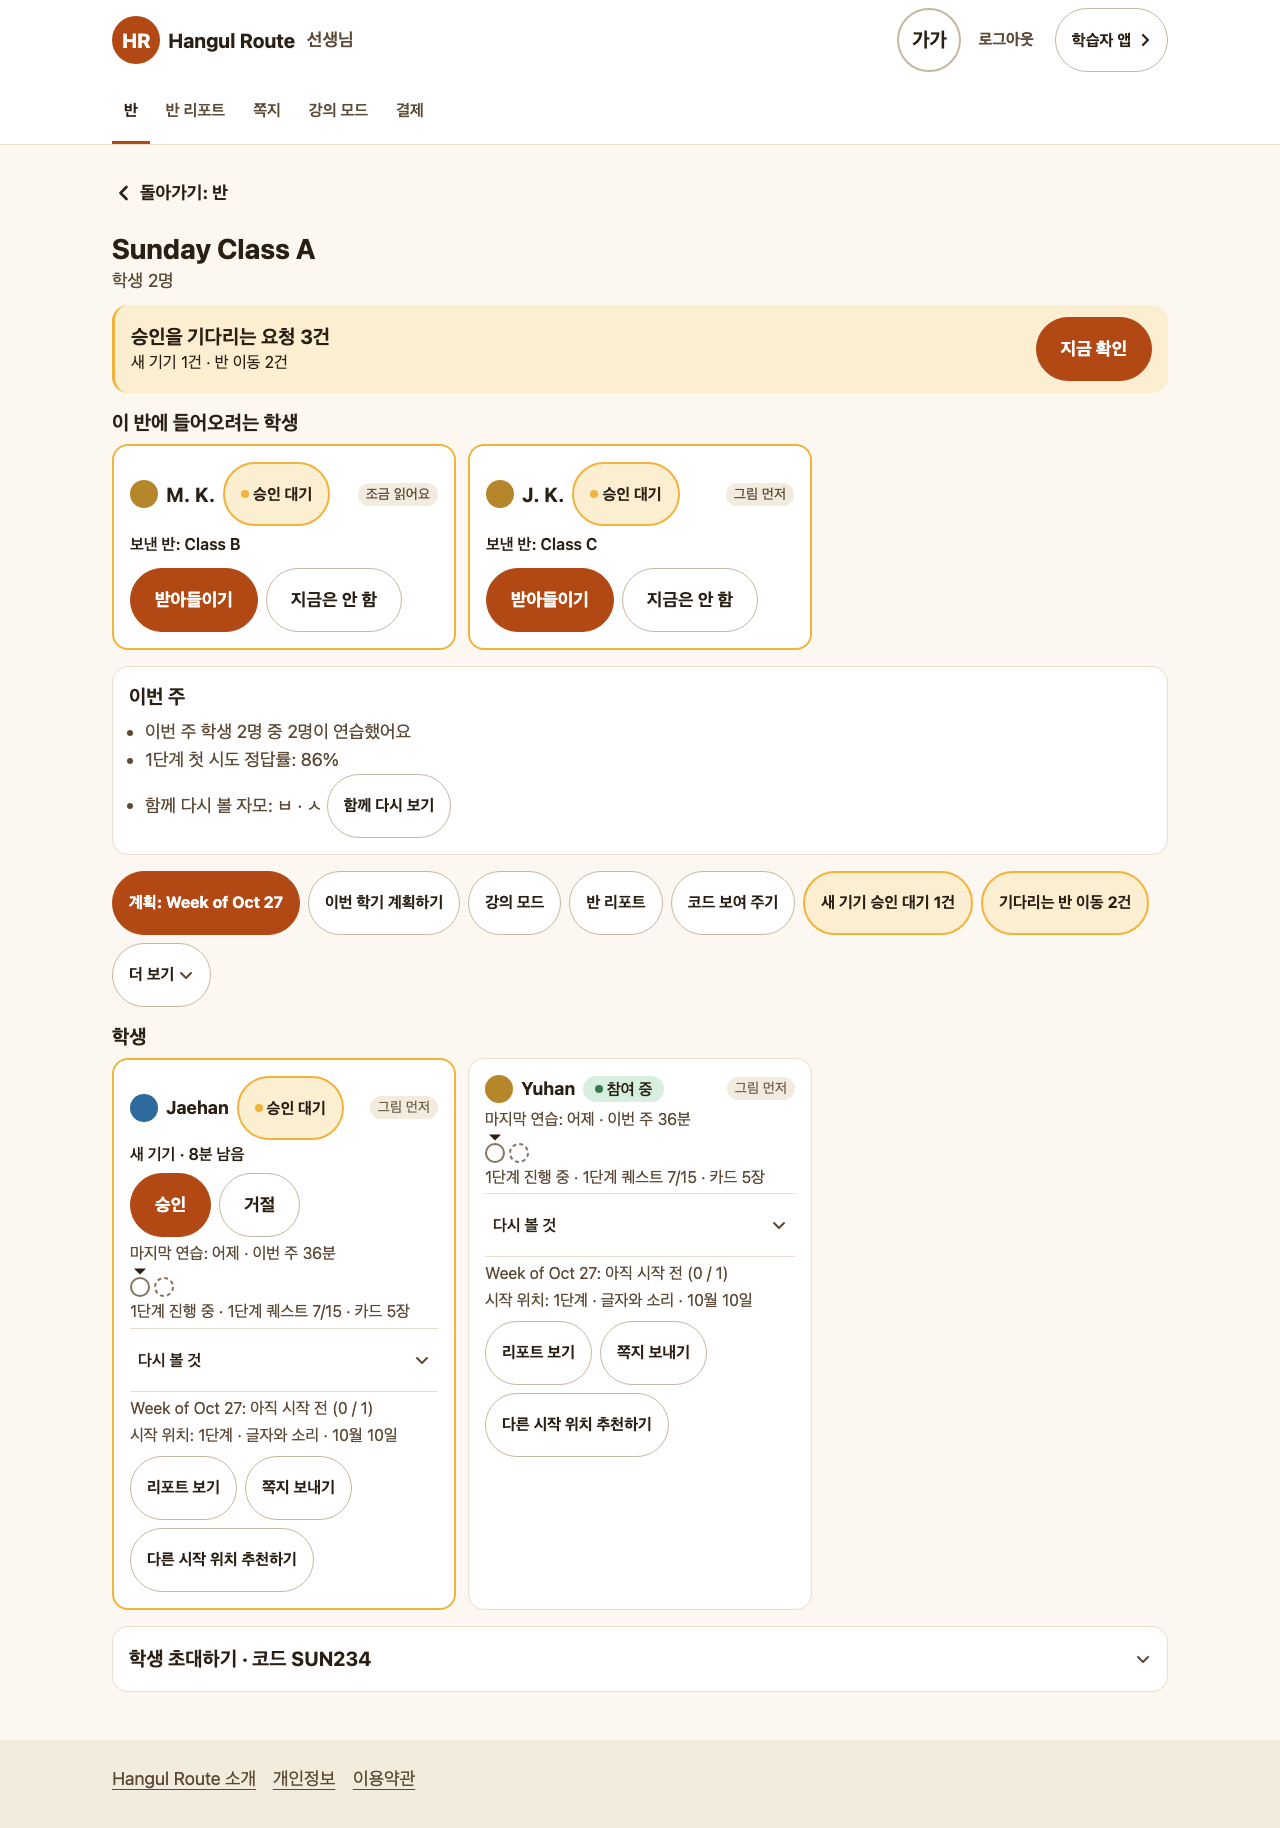 HR Hangul Route 선생님
가가 로그아웃 학습자 앱
반 반 리포트 쪽지 강의 모드 결제
돌아가기: 반
Sunday Class A
학생 2명
승인을 기다리는 요청 3건
새 기기 1건 · 반 이동 2건
지금 확인
이 반에 들어오려는 학생
M. K. 승인 대기 조금 읽어요
보낸 반: Class B
받아들이기 지금은 안 함
J. K. 승인 대기 그림 먼저
보낸 반: Class C
받아들이기 지금은 안 함
이번 주
이번 주 학생 2명 중 2명이 연습했어요
1단계 첫 시도 정답률: 86%
함께 다시 볼 자모: ㅂ · ㅅ 함께 다시 보기
계획: Week of Oct 27 이번 학기 계획하기 강의 모드 반 리포트 코드 보여 주기 새 기기 승인 대기 1건 기다리는 반 이동 2건
더 보기
학생
Jaehan 승인 대기 그림 먼저
새 기기 · 8분 남음
승인 거절
마지막 연습: 어제 · 이번 주 36분
1단계 진행 중 · 1단계 퀘스트 7/15 · 카드 5장
다시 볼 것
Week of Oct 27: 아직 시작 전 (0 / 1)
시작 위치: 1단계 · 글자와 소리 · 10월 10일
리포트 보기 쪽지 보내기
다른 시작 위치 추천하기
Yuhan 참여 중 그림 먼저
마지막 연습: 어제 · 이번 주 36분
1단계 진행 중 · 1단계 퀘스트 7/15 · 카드 5장
다시 볼 것
Week of Oct 27: 아직 시작 전 (0 / 1)
시작 위치: 1단계 · 글자와 소리 · 10월 10일
리포트 보기 쪽지 보내기
다른 시작 위치 추천하기
학생 초대하기 · 코드 SUN234
Hangul Route 소개 개인정보 이용약관